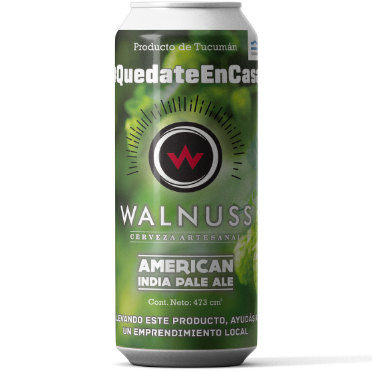 Producto de Tucumán
#QuedateEnCasa
WALNUSS
CERVEZA ARTESANAL
AMERICAN
INDIA PALE ALE
Cont. Neto: 473 cm³
LLEVANDO ESTE PRODUCTO, AYUDÁS A
UN EMPRENDIMIENTO LOCAL